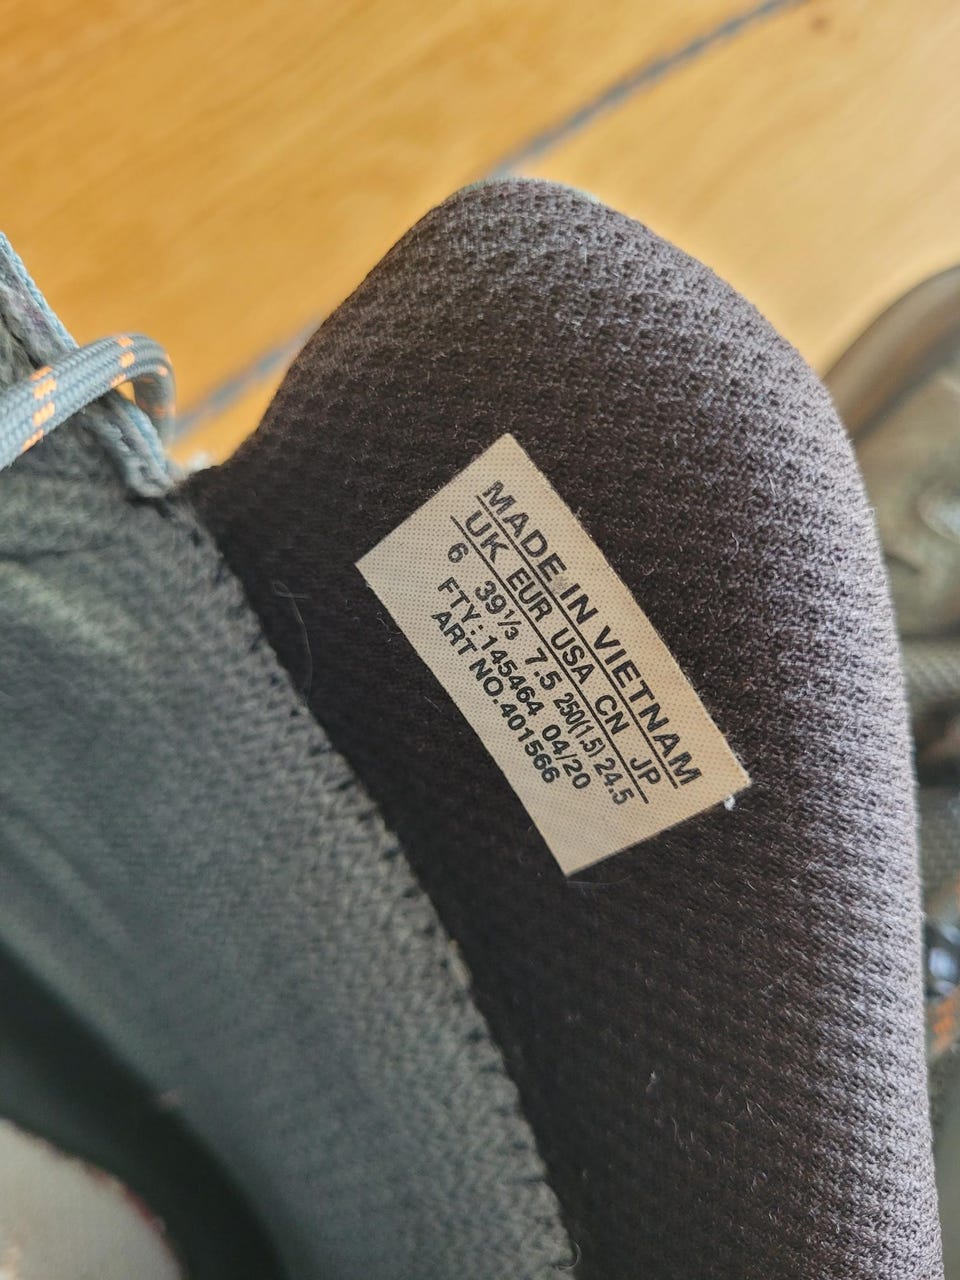 MADE IN VIETNAM
UK EUR USA CN JP
6 39⅓ 7.5 250(1.5) 24.5
FTY: 145464 04/20
ART NO.401566